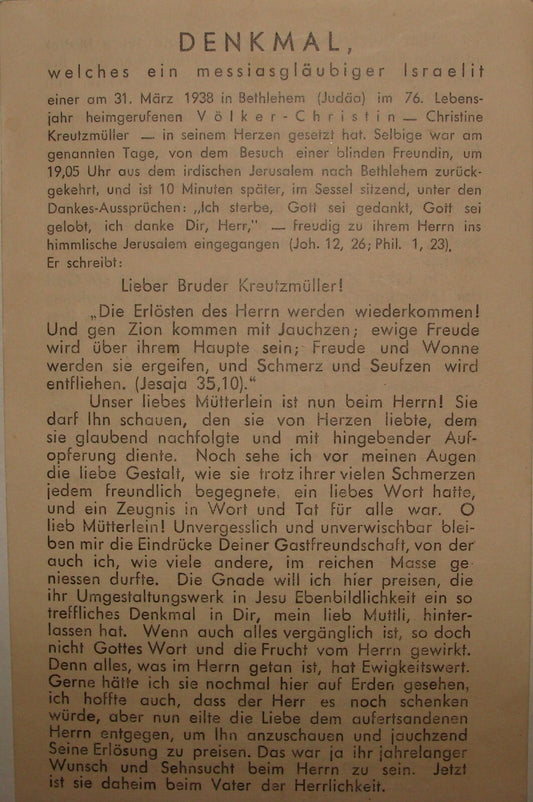 DENKMAL,
welches ein messiasgläubiger Israelit
einer am 31. März 1938 in Bethlehem (Judäa) im 76. Lebens-
jahr heimgerufenen Völker-Christin — Christine
Kreutzmüller — in seinem Herzen gesetzt hat. Selbige war am
genannten Tage, von dem Besuch einer blinden Freundin, um
19,05 Uhr aus dem irdischen Jerusalem nach Bethlehem zurück-
gekehrt, und ist 10 Minuten später, im Sessel sitzend, unter den
Dankes-Aussprüchen: „Ich sterbe, Gott sei gedankt, Gott sei
gelobt, ich danke Dir, Herr," — freudig zu ihrem Herrn ins
himmlische Jerusalem eingegangen (Joh. 12, 26; Phil. 1, 23).
Er schreibt:
Lieber Bruder Kreutzmüller!
„Die Erlösten des Herrn werden wiederkommen!
Und gen Zion kommen mit Jauchzen; ewige Freude
wird über ihrem Haupte sein; Freude und Wonne
werden sie ergeifen, und Schmerz und Seufzen wird
entfliehen. (Jesaja 35,10)."
Unser liebes Mütterlein ist nun beim Herrn! Sie
darf Ihn schauen, den sie von Herzen liebte, dem
sie glaubend nachfolgte und mit hingebender Auf-
opferung diente. Noch sehe ich vor meinen Augen
die liebe Gestalt, wie sie trotz ihrer vielen Schmerzen
jedem freundlich begegnete, ein liebes Wort hatte,
und ein Zeugnis in Wort und Tat für alle war. O
lieb Mütterlein! Unvergesslich und unverwischbar blei-
ben mir die Eindrücke Deiner Gastfreundschaft, von der
auch ich, wie viele andere, im reichen Masse ge-
niessen durfte. Die Gnade will ich hier preisen, die
ihr Umgestaltungswerk in Jesu Ebenbildlichkeit ein so
treffliches Denkmal in Dir, mein lieb Muttli, hinter-
lassen hat. Wenn auch alles vergänglich ist, so doch
nicht Gottes Wort und die Frucht vom Herrn gewirkt.
Denn alles, was im Herrn getan ist, hat Ewigkeitswert.
Gerne hätte ich sie nochmal hier auf Erden gesehen,
ich hoffte auch, dass der Herr es noch schenken
würde, aber nun eilte die Liebe dem aufertsandenen
Herrn entgegen, um Ihn anzuschauen und jauchzend
Seine Erlösung zu preisen. Das war ja ihr jahrelanger
Wunsch und Sehnsucht beim Herrn zu sein. Jetzt
ist sie daheim beim Vater der Herrlichkeit.